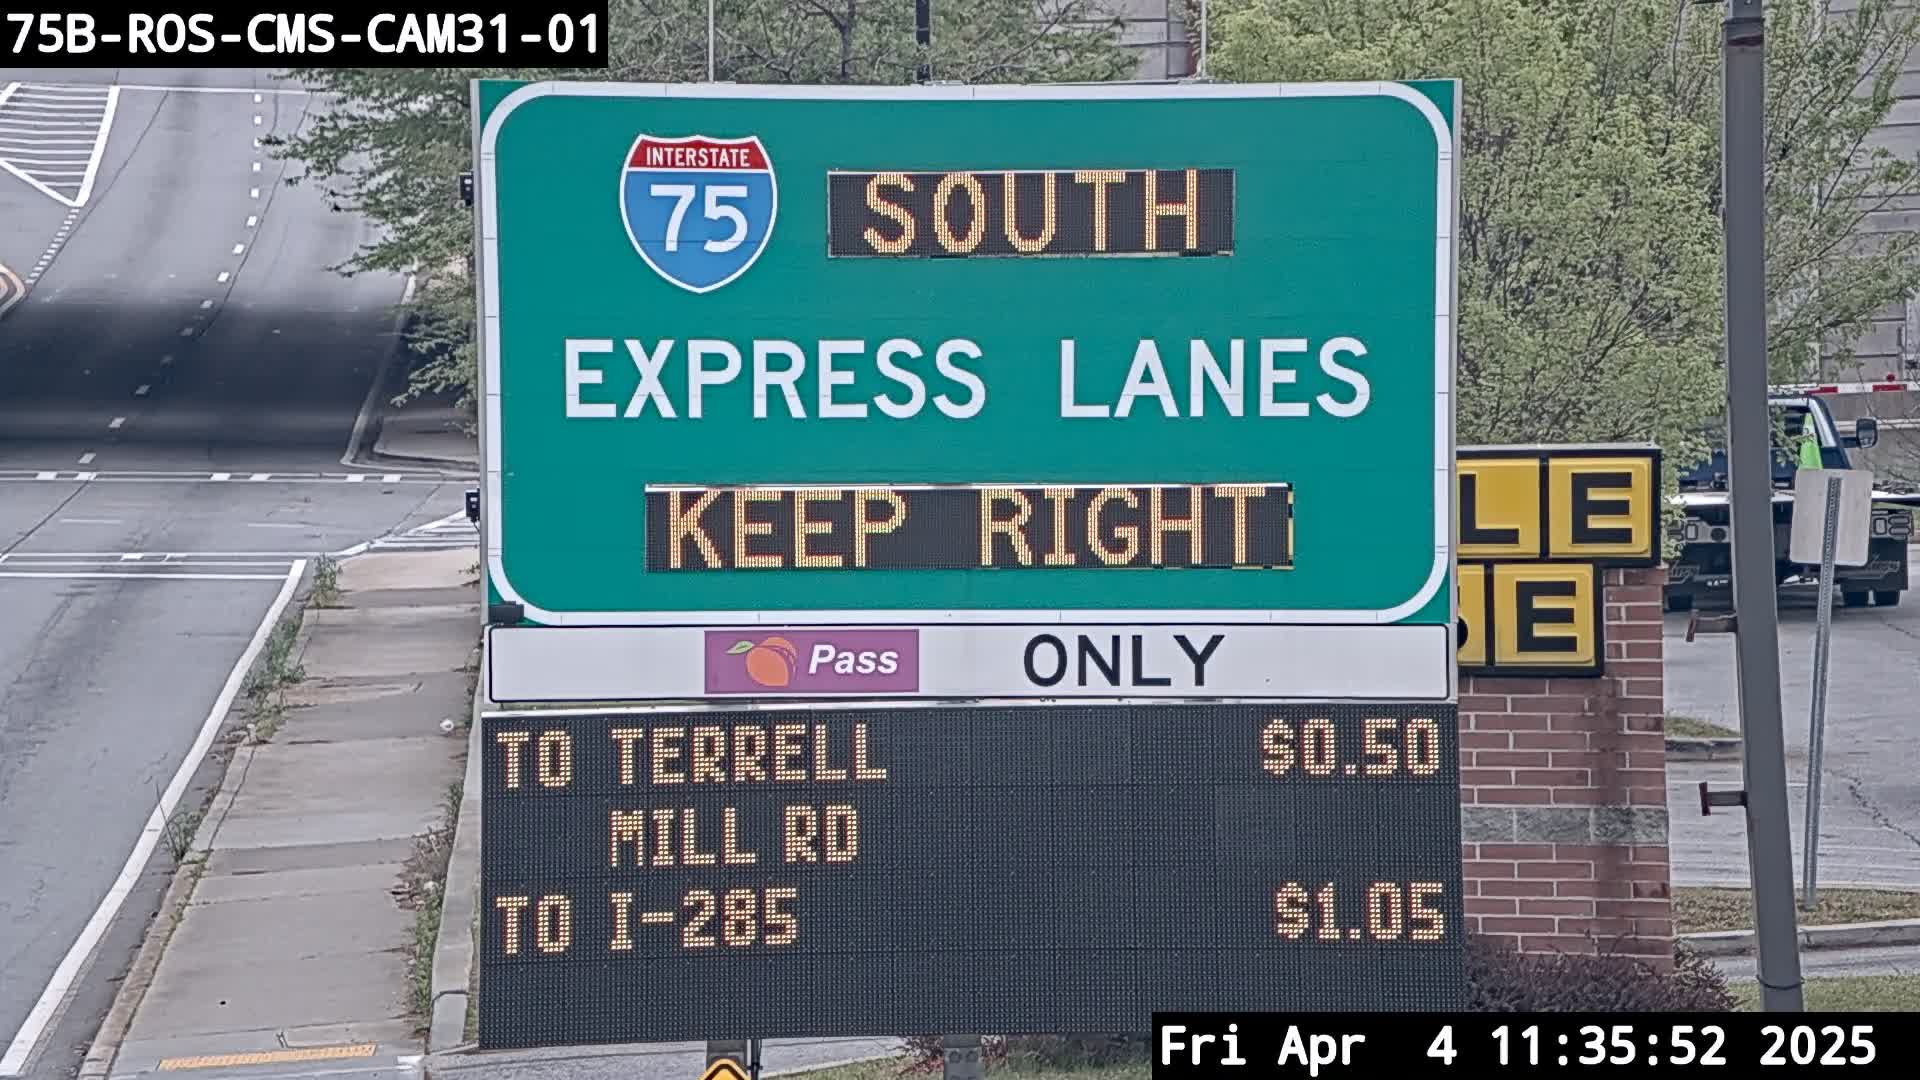 75B-ROS-CMS-CAM31-01
INTERSTATE
75
SOUTH
EXPRESS LANES
KEEP RIGHT
LE
E
Pass ONLY
TO TERRELL $0.50
MILL RD
TO I-285 $1.05
Fri Apr 4 11:35:52 2025